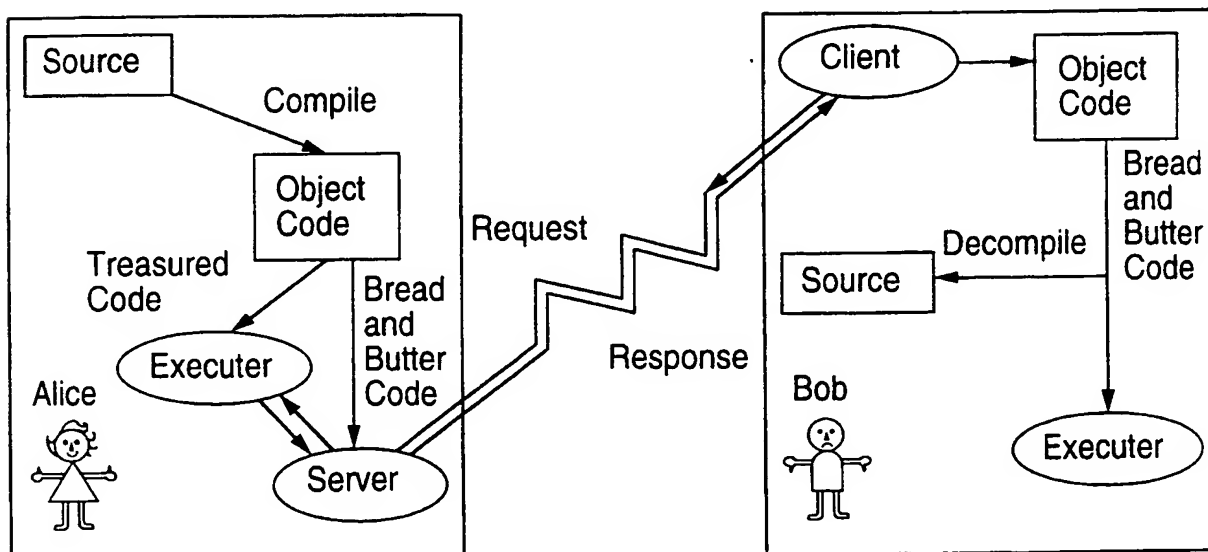 Source
Compile
Object
Code
Treasured
Code
Bread
and
Butter
Code
Executer
Alice
Server
Request
Response
Client
Object
Code
Bread
and
Butter
Code
Decompile
Source
Bob
Executer